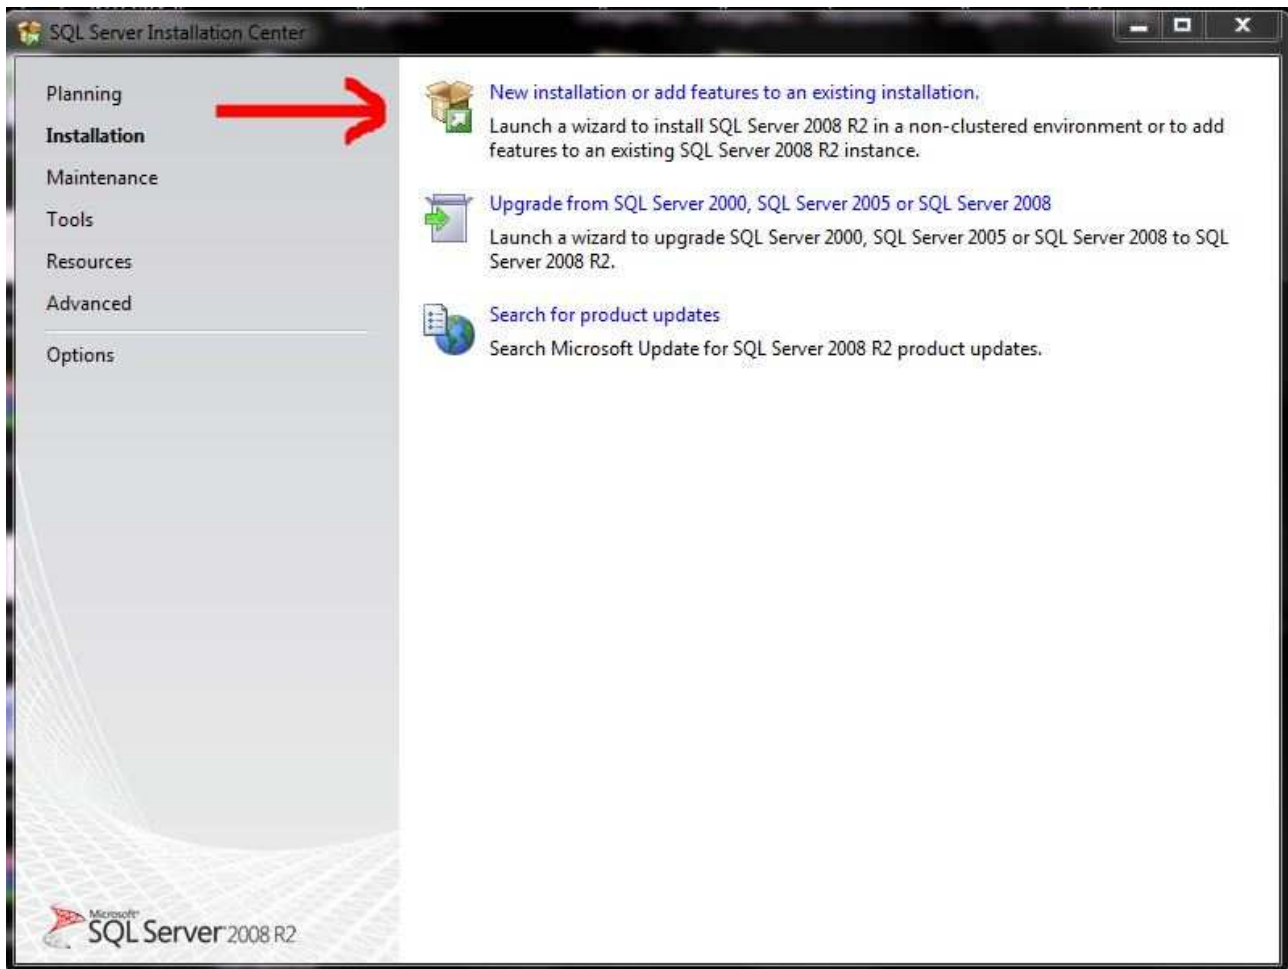 SQL Server Installation Center
Planning
Installation
Maintenance
Tools
Resources
Advanced
Options
New installation or add features to an existing installation.
Launch a wizard to install SQL Server 2008 R2 in a non-clustered environment or to add
features to an existing SQL Server 2008 R2 instance.
Upgrade from SQL Server 2000, SQL Server 2005 or SQL Server 2008
Launch a wizard to upgrade SQL Server 2000, SQL Server 2005 or SQL Server 2008 to SQL
Server 2008 R2.
Search for product updates
Search Microsoft Update for SQL Server 2008 R2 product updates.
Microsoft
SQL Server 2008 R2